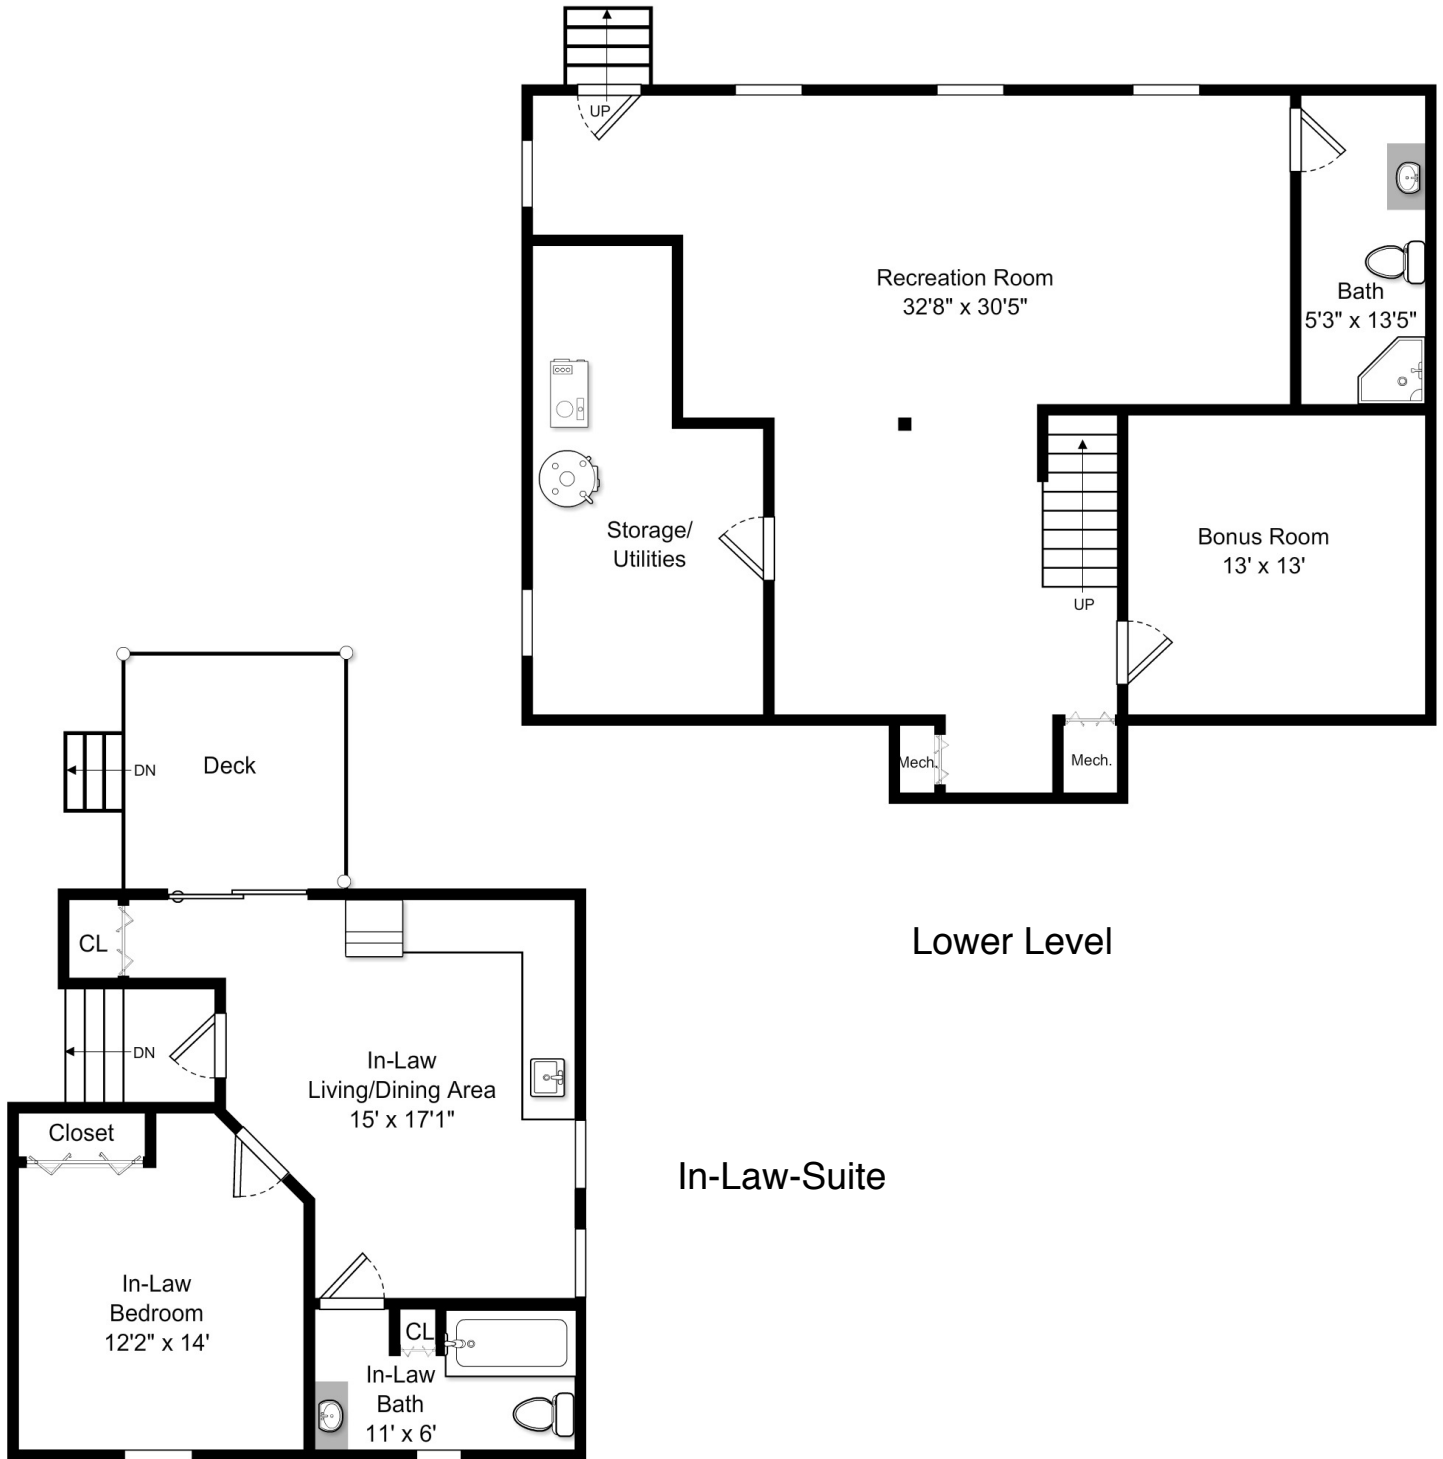 UP
Recreation Room
32'8" x 30'5"
Bath
5'3" x 13'5"
Storage/
Utilities
Bonus Room
13' x 13'
UP
Mech.
Mech.
Lower Level
Deck
DN
CL
DN
In-Law
Living/Dining Area
15' x 17'1"
Closet
In-Law-Suite
In-Law
Bedroom
12'2" x 14'
CL
In-Law
Bath
11' x 6'